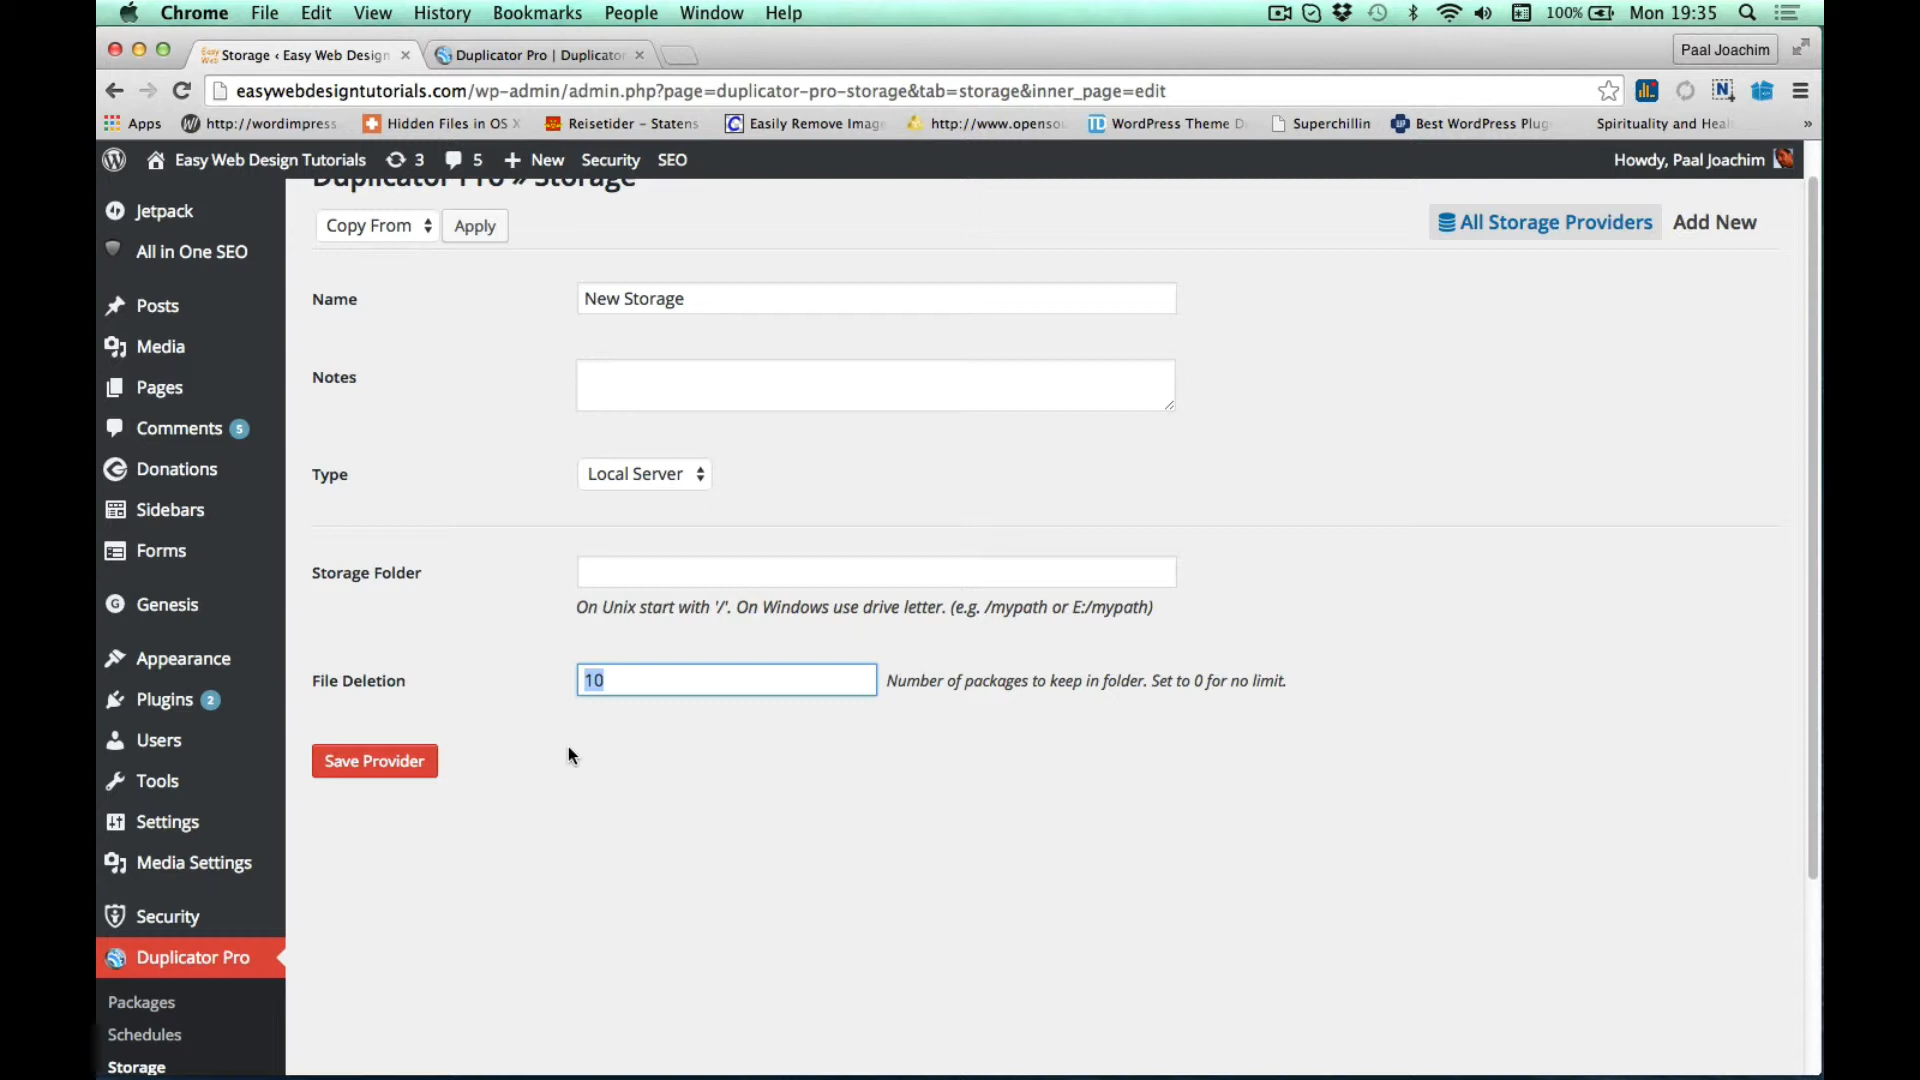 Chrome File Edit View History Bookmarks People Window Help 100% Mon 19:35
Storage ‹ Easy Web Design Duplicator Pro | Duplicator Paal Joachim
easywebdesigntutorials.com/wp-admin/admin.php?page=duplicator-pro-storage&tab=storage&inner_page=edit
Apps http://wordimpress Hidden Files in OS X Reisetider – Statens Easily Remove Image http://www.opensou WordPress Theme D Superchillin Best WordPress Plug Spirituality and Heal »
Easy Web Design Tutorials 3 5 New Security SEO Howdy, Paal Joachim
Duplicator Pro » Storage
Jetpack
Copy From Apply All Storage Providers Add New
All in One SEO
Name New Storage
Posts
Media
Notes
Pages
Comments 5
Donations
Type Local Server
Sidebars
Forms
Storage Folder
Genesis
On Unix start with '/'. On Windows use drive letter. (e.g. /mypath or E:/mypath)
Appearance
File Deletion 10 Number of packages to keep in folder. Set to 0 for no limit.
Plugins 2
Users
Save Provider
Tools
Settings
Media Settings
Security
Duplicator Pro
Packages
Schedules
Storage